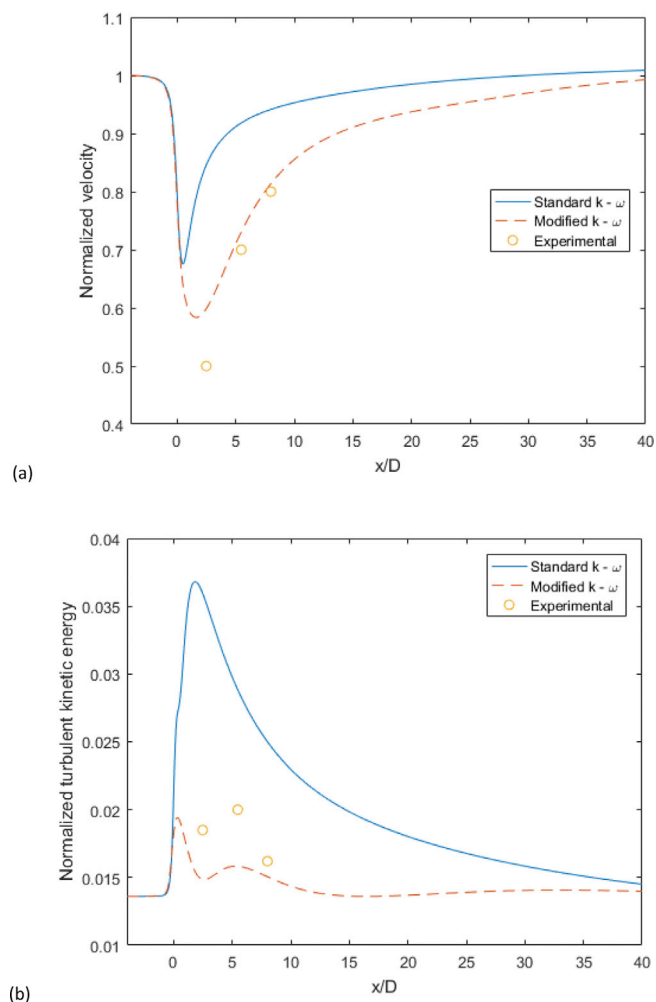 1.1
1
0.9
0.8
0.7
0.6
0.5
0.4
Normalized velocity
Standard k - ω
Modified k - ω
Experimental
0 5 10 15 20 25 30 35 40
x/D
(a)
0.04
0.035
0.03
0.025
0.02
0.015
0.01
Normalized turbulent kinetic energy
Standard k - ω
Modified k - ω
Experimental
0 5 10 15 20 25 30 35 40
x/D
(b)